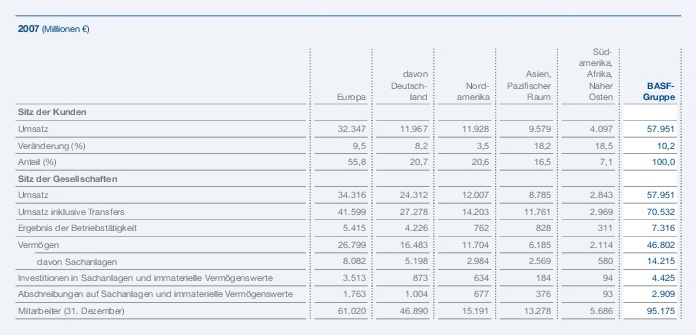 2007 (Millionen €)
Europa davon Deutsch- land Nord- amerika Asien, Pazifischer Raum Süd- amerika, Afrika, Naher Osten BASF- Gruppe
Sitz der Kunden
Umsatz 32.347 11.967 11.928 9.579 4.097 57.951
Veränderung (%) 9,5 8,2 3,5 18,2 18,5 10,2
Anteil (%) 55,8 20,7 20,6 16,5 7,1 100,0
Sitz der Gesellschaften
Umsatz 34.316 24.312 12.007 8.785 2.843 57.951
Umsatz inklusive Transfers 41.599 27.278 14.203 11.761 2.969 70.532
Ergebnis der Betriebstätigkeit 5.415 4.226 762 828 311 7.316
Vermögen 26.799 16.483 11.704 6.185 2.114 46.802
davon Sachanlagen 8.082 5.198 2.984 2.569 580 14.215
Investitionen in Sachanlagen und immaterielle Vermögenswerte 3.513 873 634 184 94 4.425
Abschreibungen auf Sachanlagen und immaterielle Vermögenswerte 1.763 1.004 677 376 93 2.909
Mitarbeiter (31. Dezember) 61.020 46.890 15.191 13.278 5.686 95.175